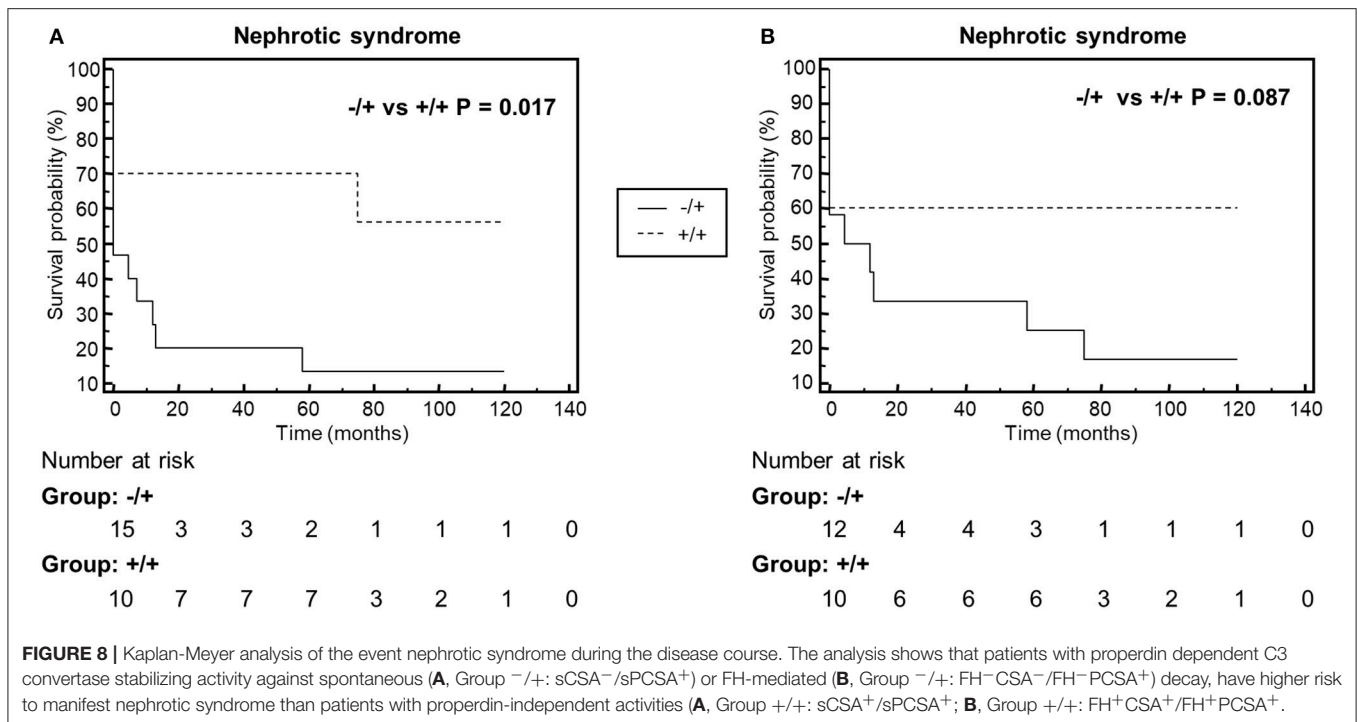 A
Nephrotic syndrome
-/+ vs +/+ P = 0.017
Survival probability (%)
100
90
80
70
60
50
40
30
20
10
0 20 40 60 80 100 120 140
Time (months)
Number at risk
Group: -/+
15 3 3 2 1 1 1 0
Group: +/+
10 7 7 7 3 2 1 0
-/+
+/+
B
Nephrotic syndrome
-/+ vs +/+ P = 0.087
Survival probability (%)
100
90
80
70
60
50
40
30
20
10
0 20 40 60 80 100 120 140
Time (months)
Number at risk
Group: -/+
12 4 4 3 1 1 1 0
Group: +/+
10 6 6 6 3 2 1 0
FIGURE 8 | Kaplan-Meyer analysis of the event nephrotic syndrome during the disease course. The analysis shows that patients with properdin dependent C3
convertase stabilizing activity against spontaneous (A, Group ⁻/+: sCSA⁻/sPCSA⁺) or FH-mediated (B, Group ⁻/+: FH⁻CSA⁻/FH⁻PCSA⁺) decay, have higher risk
to manifest nephrotic syndrome than patients with properdin-independent activities (A, Group +/+: sCSA⁺/sPCSA⁺; B, Group +/+: FH⁺CSA⁺/FH⁺PCSA⁺.